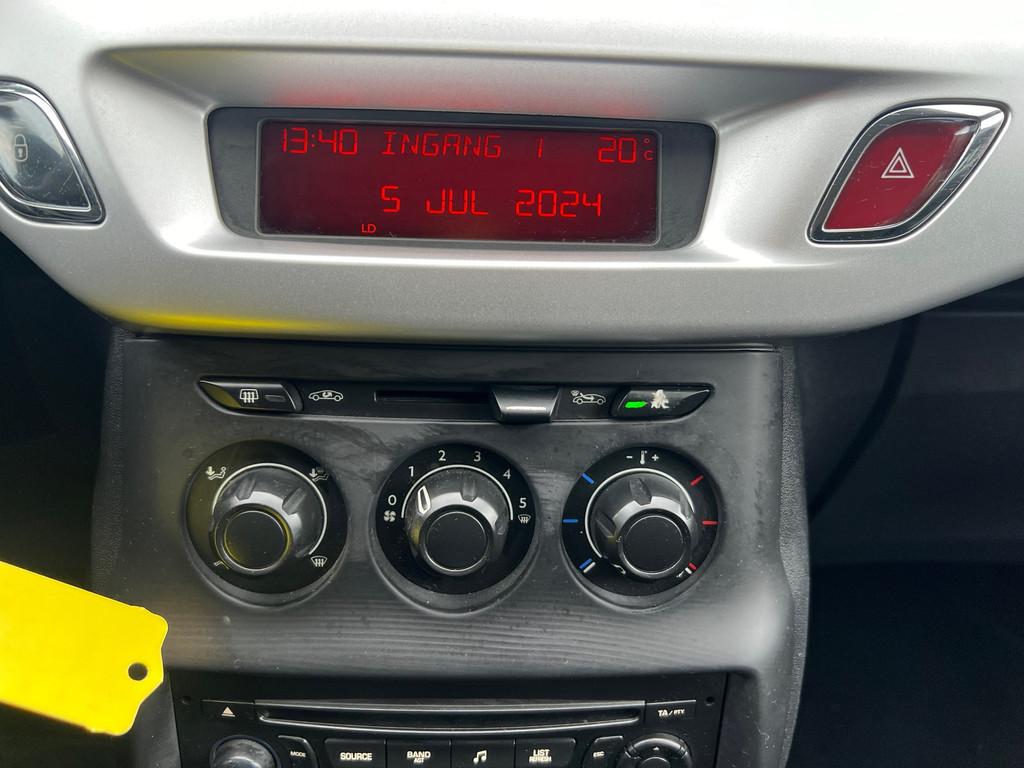 13:40 INGANG 1 20°C
5 JUL 2024
LD
A/C
0 1 2 3 4 5
- +
TA/PTY
MODE SOURCE BAND AST LIST REFRESH ESC